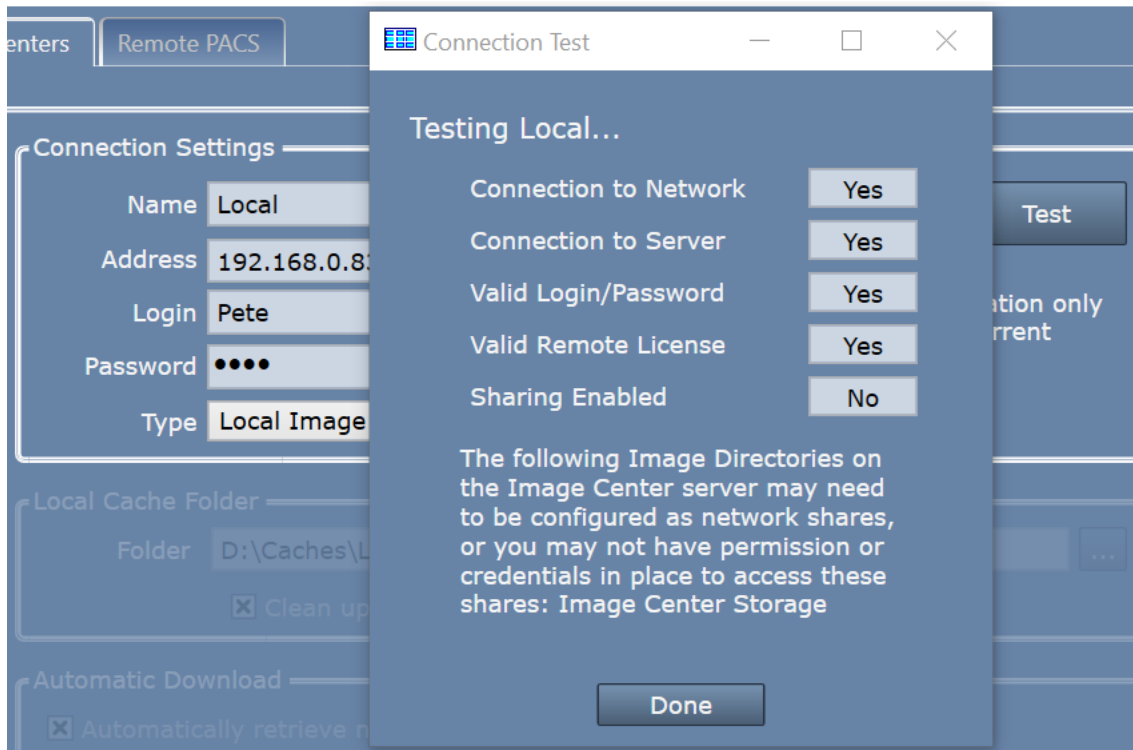 enters
Remote PACS
Connection Test
Testing Local...
Connection to Network Yes
Connection to Server Yes
Valid Login/Password Yes
Valid Remote License Yes
Sharing Enabled No
The following Image Directories on
the Image Center server may need
to be configured as network shares,
or you may not have permission or
credentials in place to access these
shares: Image Center Storage
Done
Connection Settings
Name Local
Address 192.168.0.83
Login Pete
Password ••••
Type Local Image
Test
ation only
rrent
Local Cache Folder
Folder D:\Caches\L
...
Clean up
Automatic Download
Automatically retrieve n